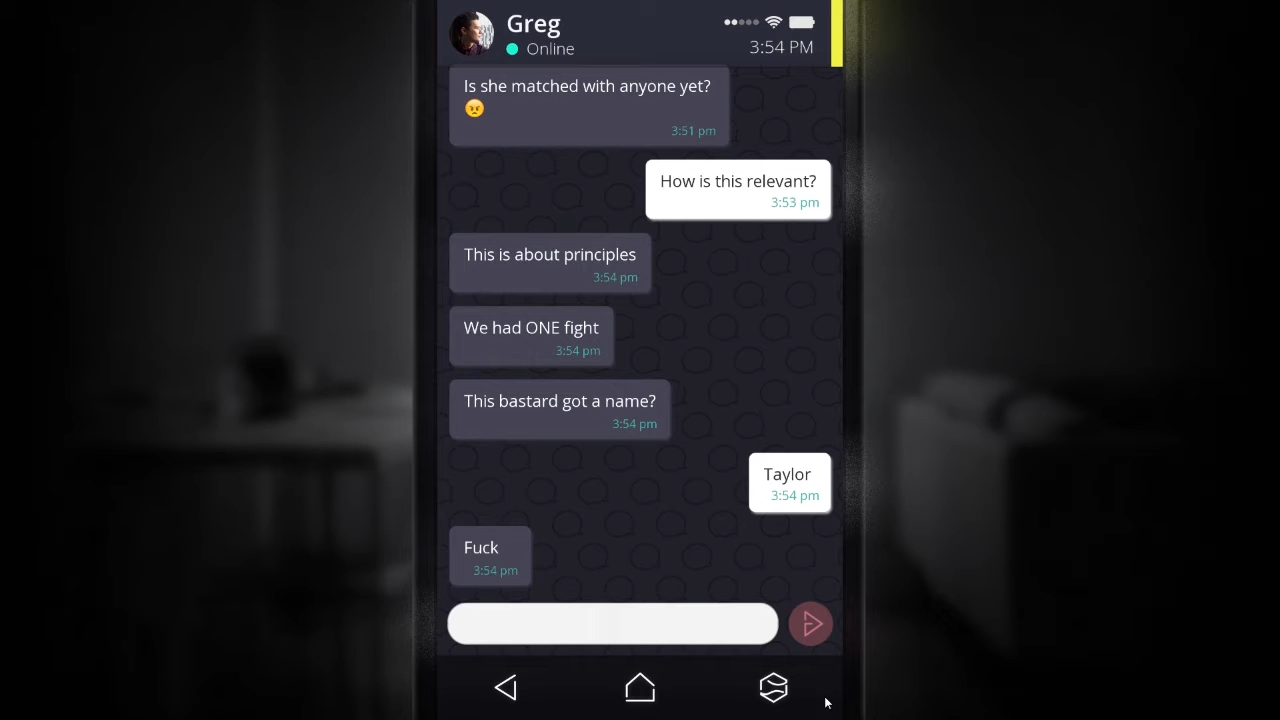 Greg
Online
3:54 PM
Is she matched with anyone yet?
😠
3:51 pm
How is this relevant?
3:53 pm
This is about principles
3:54 pm
We had ONE fight
3:54 pm
This bastard got a name?
3:54 pm
Taylor
3:54 pm
Fuck
3:54 pm